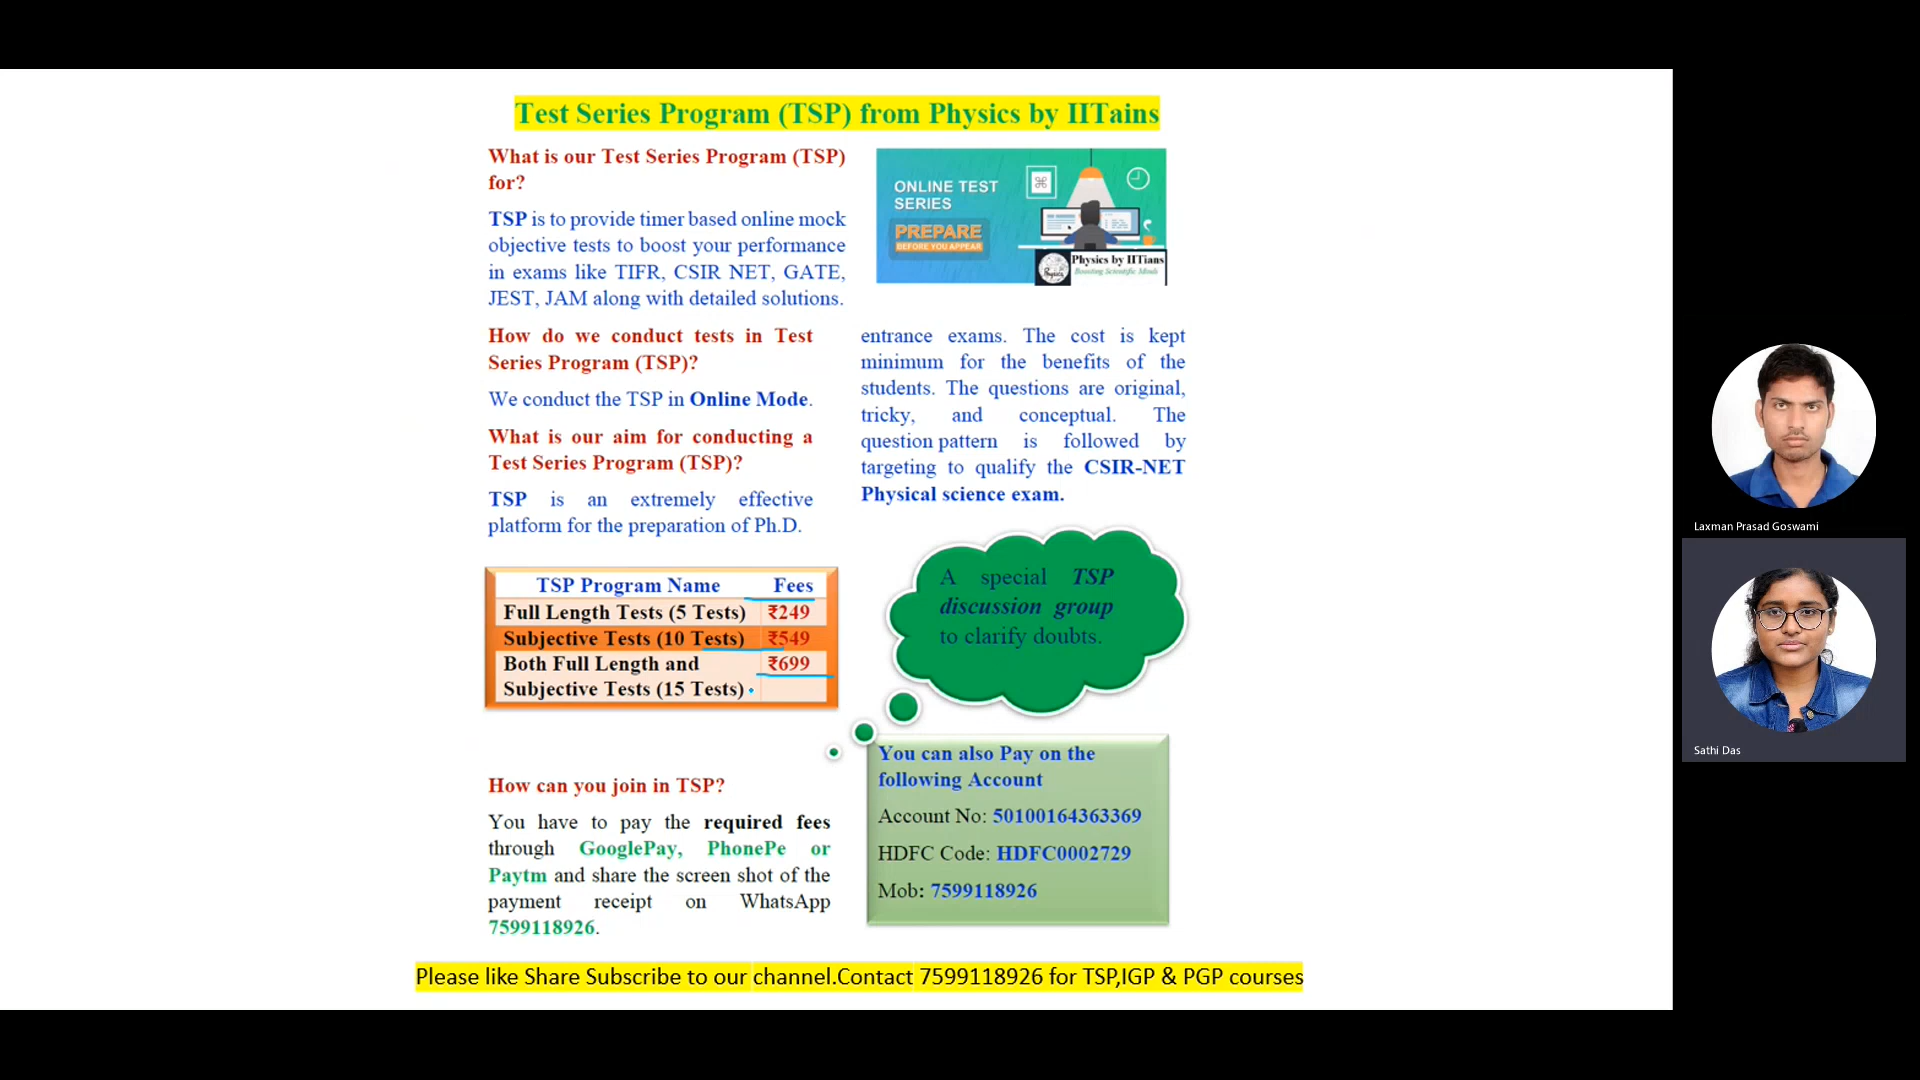 Test Series Program (TSP) from Physics by IITains
What is our Test Series Program (TSP)
for?
TSP is to provide timer based online mock
objective tests to boost your performance
in exams like TIFR, CSIR NET, GATE,
JEST, JAM along with detailed solutions.
ONLINE TEST
SERIES
PREPARE
BEFORE YOU APPEAR
Physics
Physics by IITians
Boosting Scientific Minds
How do we conduct tests in Test
Series Program (TSP)?
We conduct the TSP in Online Mode.
What is our aim for conducting a
Test Series Program (TSP)?
TSP is an extremely effective
platform for the preparation of Ph.D.
entrance exams. The cost is kept
minimum for the benefits of the
students. The questions are original,
tricky, and conceptual. The
question pattern is followed by
targeting to qualify the CSIR-NET
Physical science exam.
TSP Program Name Fees
Full Length Tests (5 Tests) ₹249
Subjective Tests (10 Tests) ₹549
Both Full Length and ₹699
Subjective Tests (15 Tests)
A special TSP
discussion group
to clarify doubts.
How can you join in TSP?
You have to pay the required fees
through GooglePay, PhonePe or
Paytm and share the screen shot of the
payment receipt on WhatsApp
7599118926.
You can also Pay on the
following Account
Account No: 50100164363369
HDFC Code: HDFC0002729
Mob: 7599118926
Please like Share Subscribe to our channel.Contact 7599118926 for TSP,IGP & PGP courses
Laxman Prasad Goswami
Sathi Das